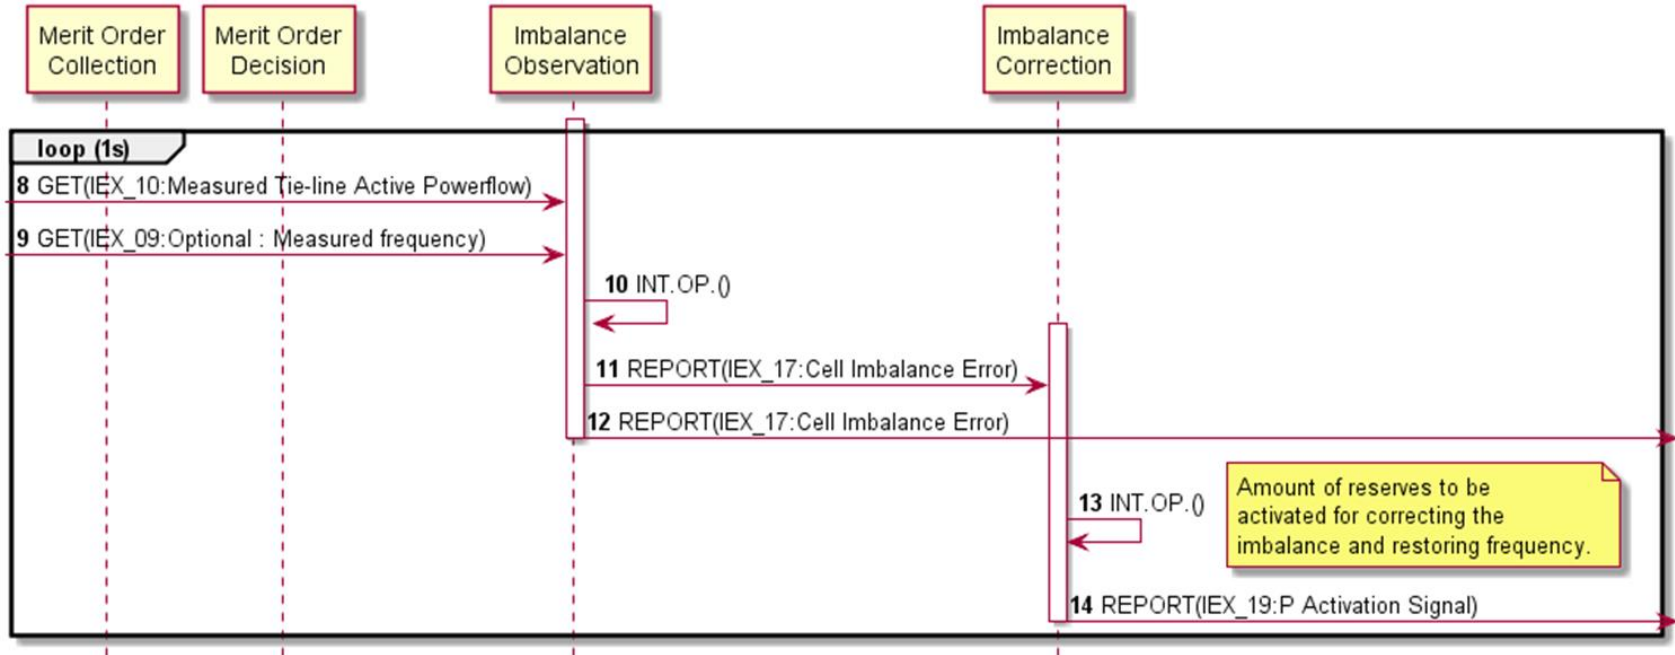 Merit Order
Collection
Merit Order
Decision
Imbalance
Observation
Imbalance
Correction
loop (1s)
8 GET(IEX_10:Measured Tie-line Active Powerflow)
9 GET(IEX_09:Optional : Measured frequency)
10 INT.OP.()
11 REPORT(IEX_17:Cell Imbalance Error)
12 REPORT(IEX_17:Cell Imbalance Error)
13 INT.OP.()
Amount of reserves to be
activated for correcting the
imbalance and restoring frequency.
14 REPORT(IEX_19:P Activation Signal)